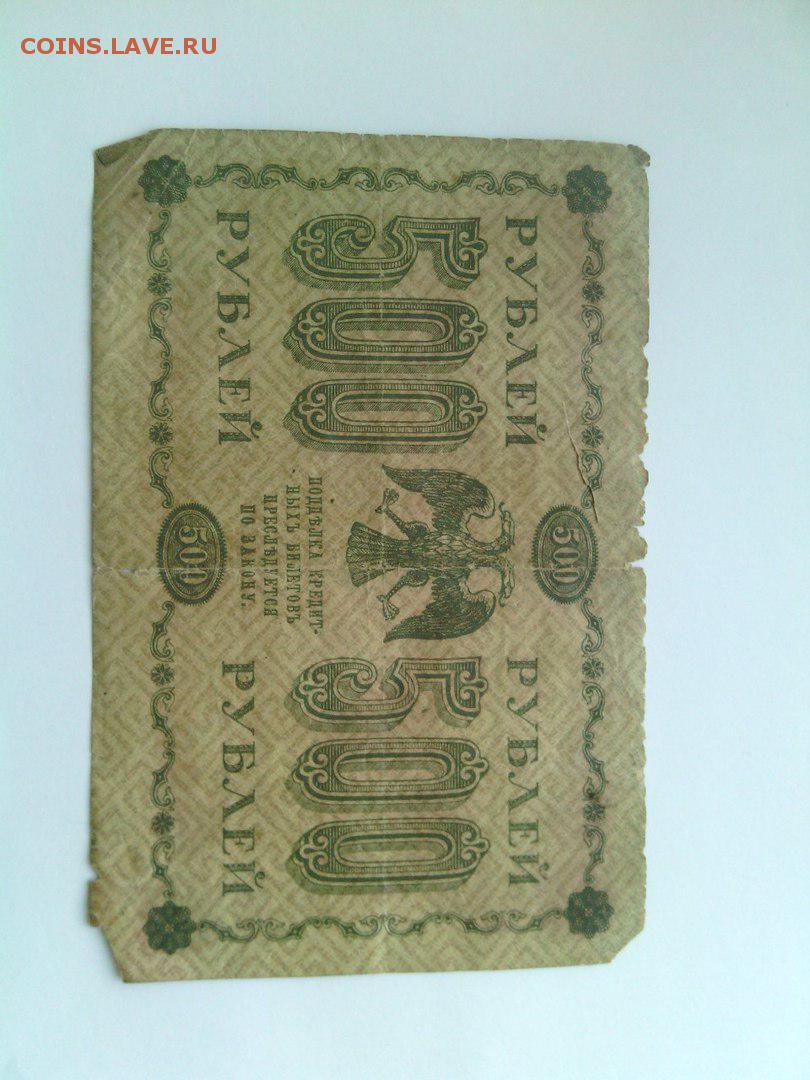 COINS.LAVE.RU
РУБЛЕЙ 500 РУБЛЕЙ
500
500
РУБЛЕЙ
500
РУБЛЕЙ
ПОДДѢЛКА КРЕДИТ-
НЫХЪ БИЛЕТОВЪ
ПРЕСЛѢДУЕТСЯ
ПО ЗАКОНУ.
500